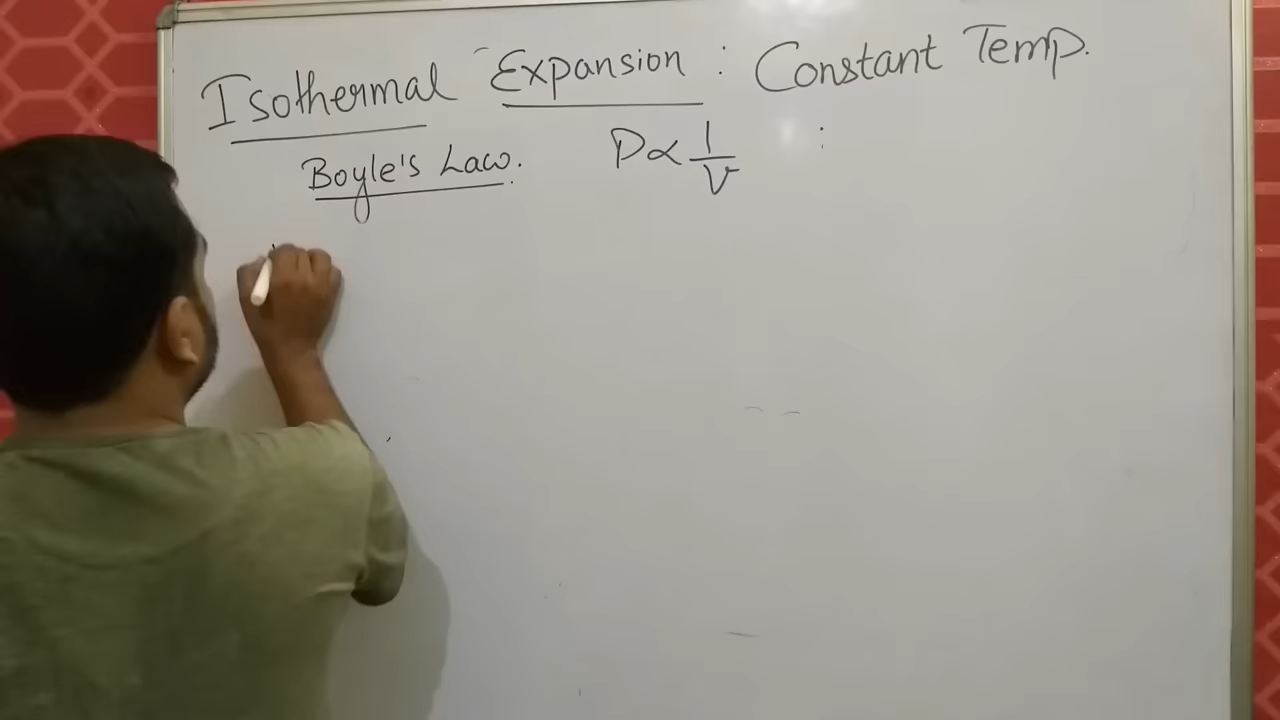 Isothermal Expansion : Constant Temp.
Boyle's Law. P ∝ 1/V :